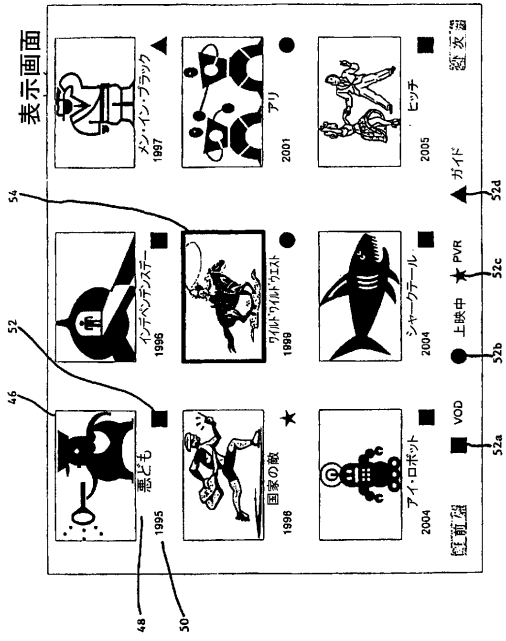 表示画面
46 52 54
悪ども インデペンデンスデー メン・イン・ブラック
48 1995 1996 1997
50
国家の敵 ワイルドワイルドウエスト アリ
1998 1999 2001
アイ・ロボット シャークテール ヒッチ
2004 2004 2005
前 VOD 上映中 PVR ガイド 次
52a 52b 52c 52d